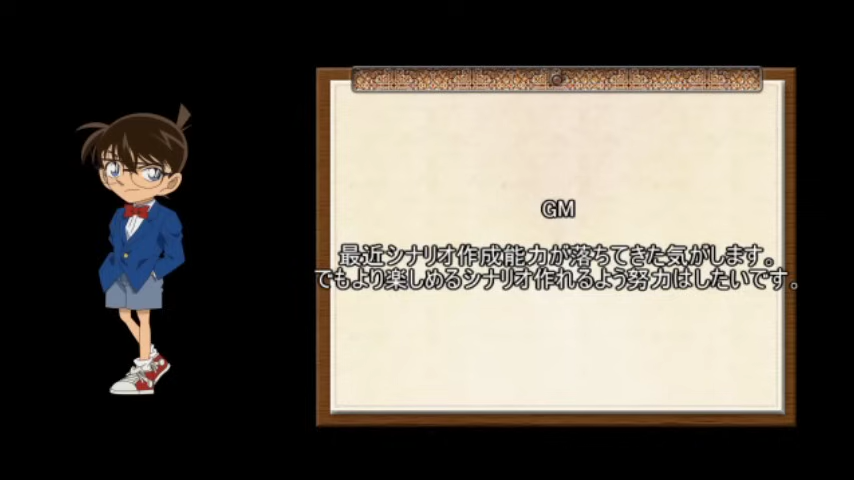 GM
最近シナリオ作成能力が落ちてきた気がします。
でもより楽しめるシナリオ作れるよう努力はしたいです。